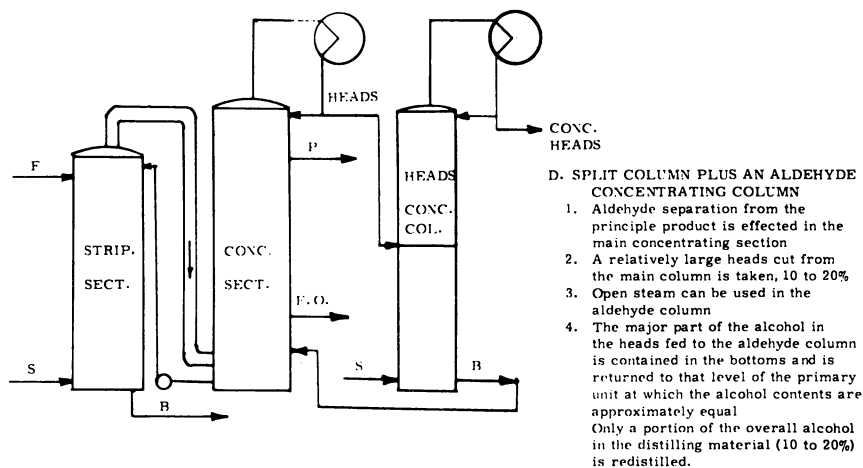 HEADS
CONC.
HEADS
F
P
STRIP.
SECT.
CONC.
SECT.
HEADS
CONC.
COL.
F.O.
S
B
S
B
D. SPLIT COLUMN PLUS AN ALDEHYDE
CONCENTRATING COLUMN
1. Aldehyde separation from the
principle product is effected in the
main concentrating section
2. A relatively large heads cut from
the main column is taken, 10 to 20%
3. Open steam can be used in the
aldehyde column
4. The major part of the alcohol in
the heads fed to the aldehyde column
is contained in the bottoms and is
returned to that level of the primary
unit at which the alcohol contents are
approximately equal
Only a portion of the overall alcohol
in the distilling material (10 to 20%)
is redistilled.